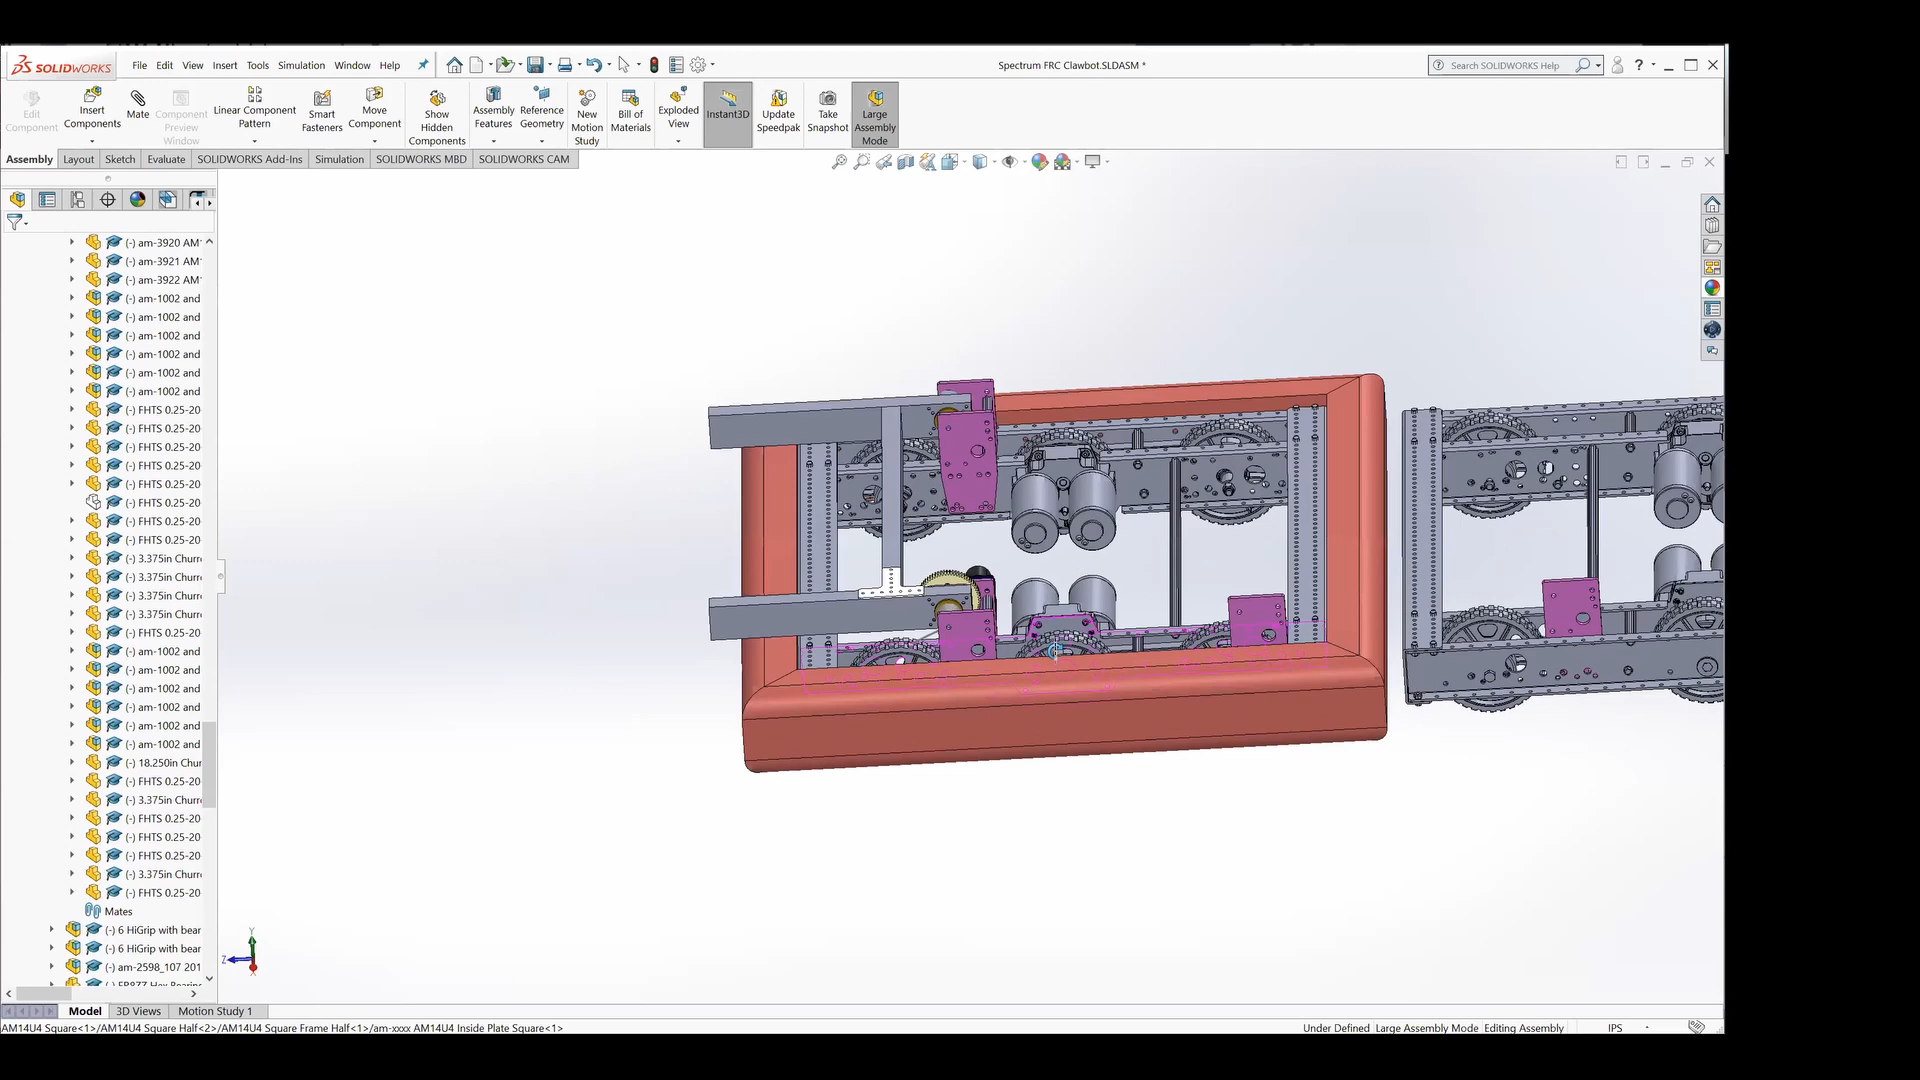 SOLIDWORKS
File Edit View Insert Tools Simulation Window Help
Spectrum FRC Clawbot.SLDASM *
Search SOLIDWORKS Help
Edit Component
Insert Components
Mate
Component Preview Window
Linear Component Pattern
Smart Fasteners
Move Component
Show Hidden Components
Assembly Features
Reference Geometry
New Motion Study
Bill of Materials
Exploded View
Instant3D
Update Speedpak
Take Snapshot
Large Assembly Mode
Assembly Layout Sketch Evaluate SOLIDWORKS Add-Ins Simulation SOLIDWORKS MBD SOLIDWORKS CAM
(-) am-3920 AM
(-) am-3921 AM
(-) am-3922 AM
(-) am-1002 and
(-) am-1002 and
(-) am-1002 and
(-) am-1002 and
(-) am-1002 and
(-) am-1002 and
(-) FHTS 0.25-20
(-) FHTS 0.25-20
(-) FHTS 0.25-20
(-) FHTS 0.25-20
(-) FHTS 0.25-20
(-) FHTS 0.25-20
(-) FHTS 0.25-20
(-) FHTS 0.25-20
(-) 3.375in Churr
(-) 3.375in Churr
(-) 3.375in Churr
(-) 3.375in Churr
(-) FHTS 0.25-20
(-) am-1002 and
(-) am-1002 and
(-) am-1002 and
(-) am-1002 and
(-) am-1002 and
(-) am-1002 and
(-) 18.250in Chur
(-) FHTS 0.25-20
(-) 3.375in Churr
(-) FHTS 0.25-20
(-) FHTS 0.25-20
(-) FHTS 0.25-20
(-) 3.375in Churr
(-) FHTS 0.25-20
Mates
(-) 6 HiGrip with bear
(-) 6 HiGrip with bear
(-) am-2598_107 201
Y
Z
X
Model 3D Views Motion Study 1
AM14U4 Square<1>/AM14U4 Square Half<2>/AM14U4 Square Frame Half<1>/am-xxxx AM14U4 Inside Plate Square<1>
Under Defined Large Assembly Mode Editing Assembly IPS